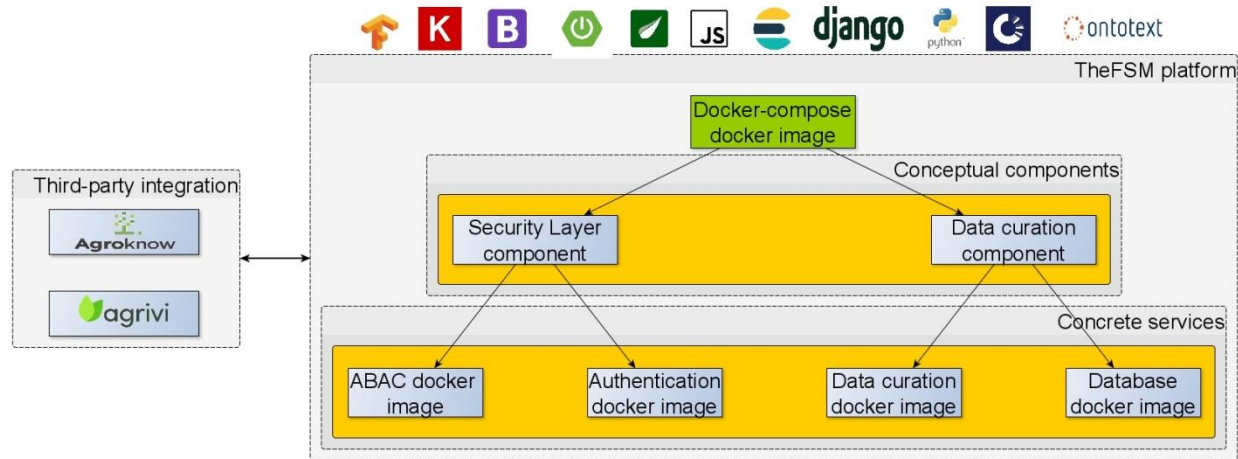 K
B
JS
django
python
ontotext
TheFSM platform
Docker-compose
docker image
Conceptual components
Third-party integration
Agroknow
Security Layer
component
Data curation
component
agrivi
Concrete services
ABAC docker
image
Authentication
docker image
Data curation
docker image
Database
docker image